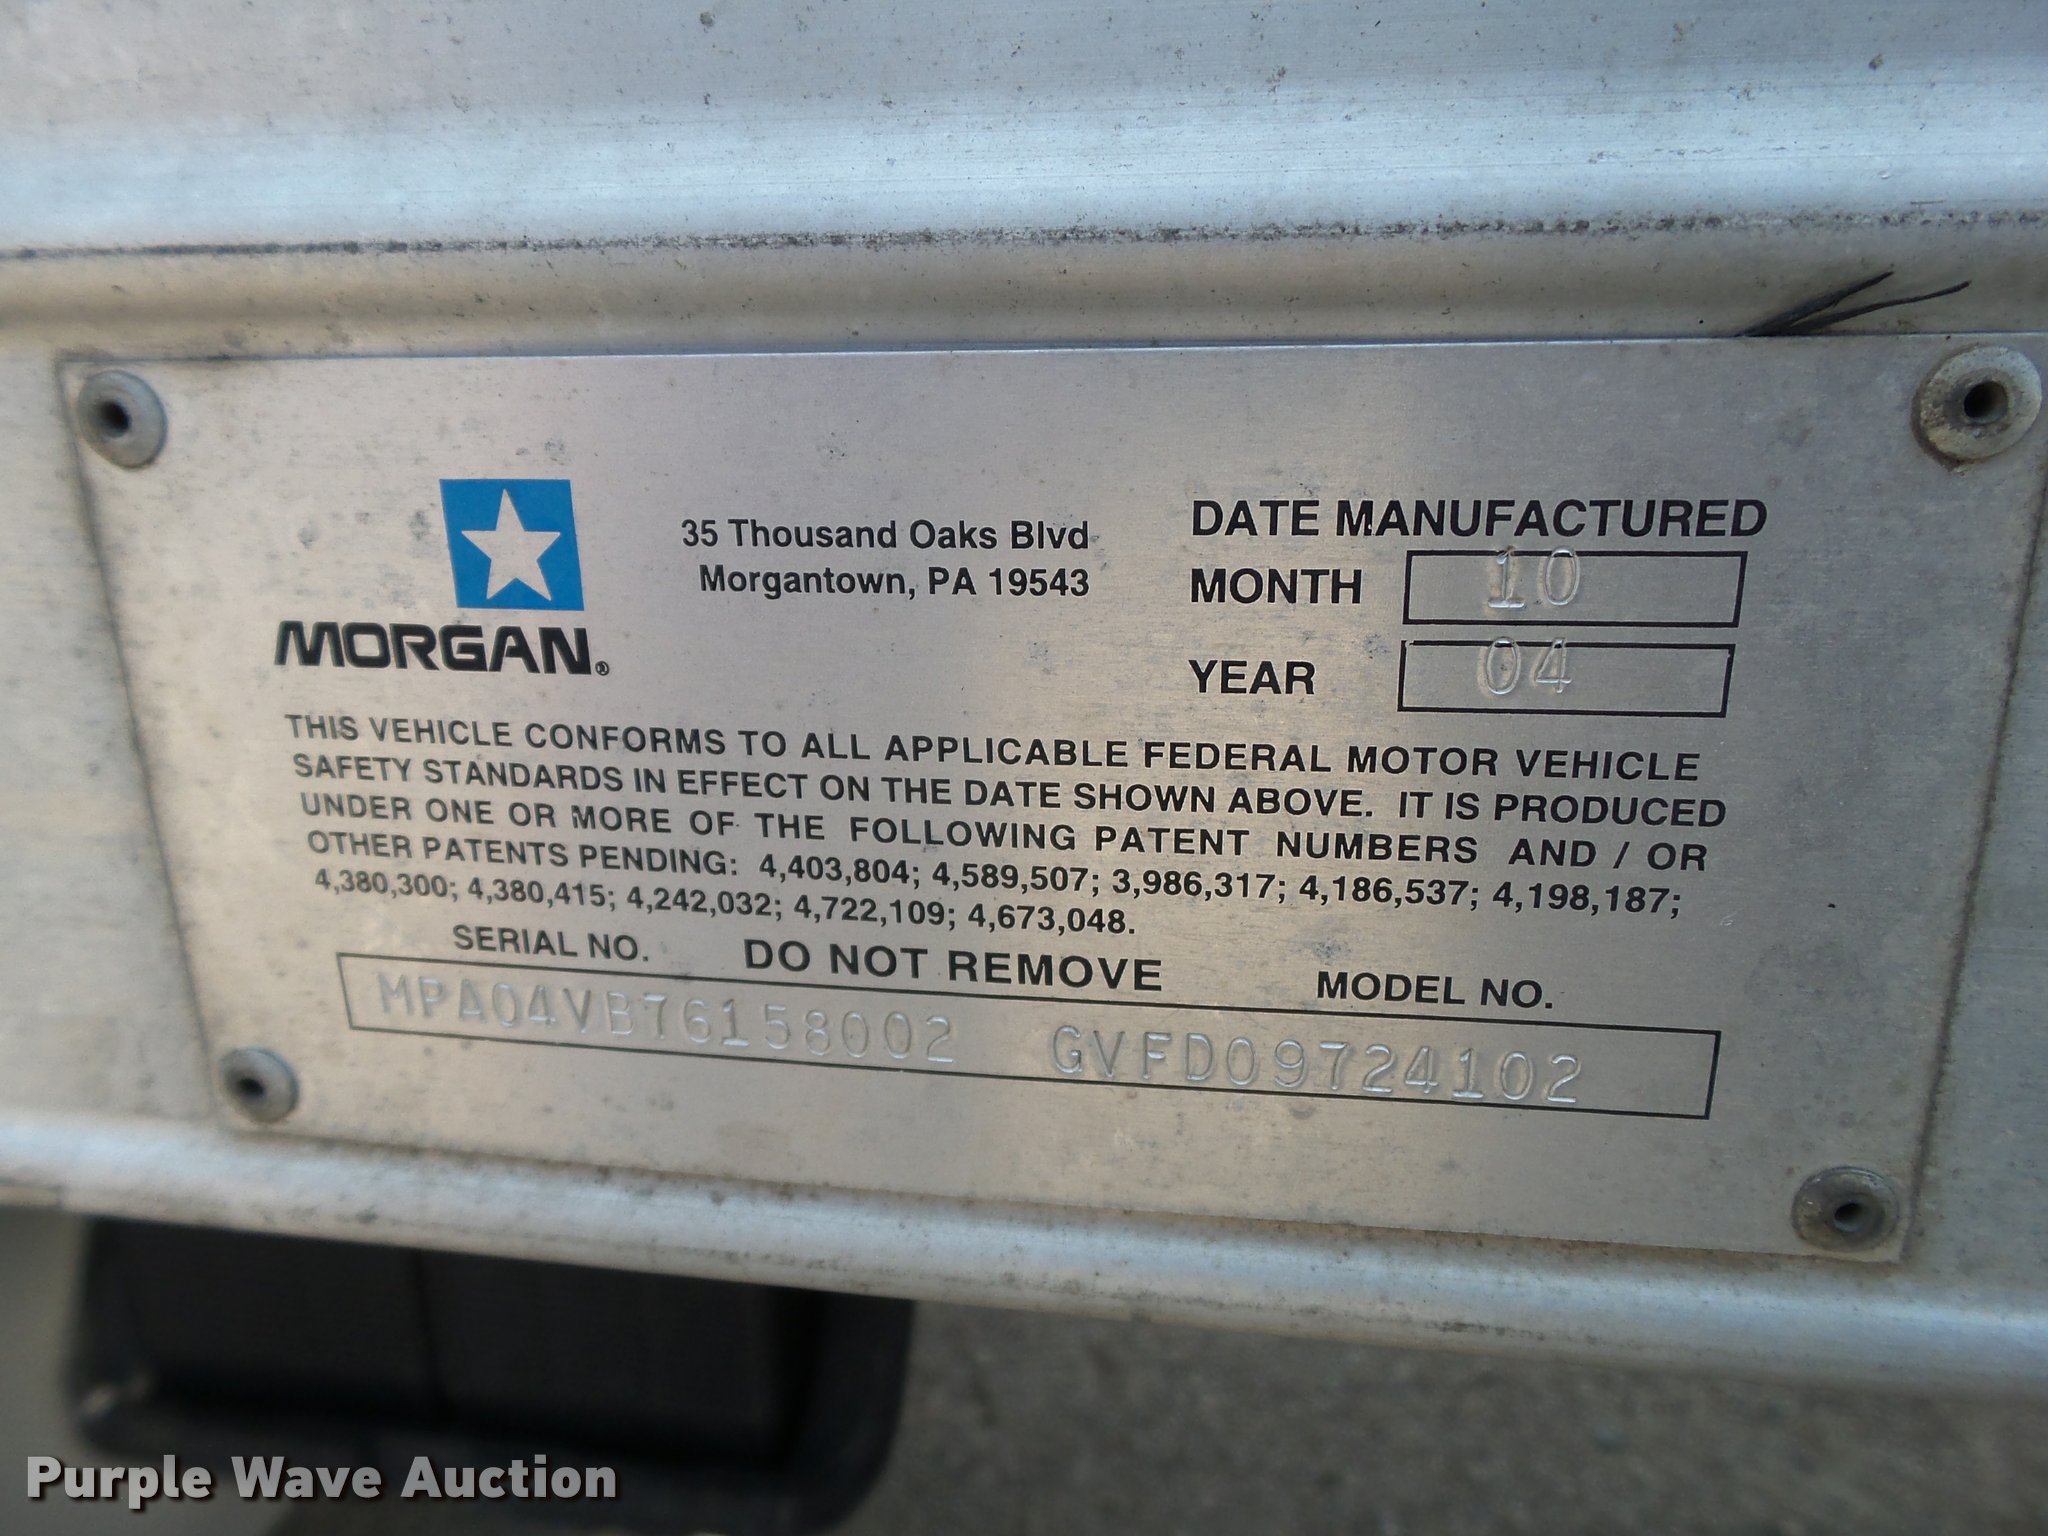 MORGAN®
35 Thousand Oaks Blvd
Morgantown, PA 19543
DATE MANUFACTURED
MONTH 10
YEAR 04
THIS VEHICLE CONFORMS TO ALL APPLICABLE FEDERAL MOTOR VEHICLE
SAFETY STANDARDS IN EFFECT ON THE DATE SHOWN ABOVE. IT IS PRODUCED
UNDER ONE OR MORE OF THE FOLLOWING PATENT NUMBERS AND / OR
OTHER PATENTS PENDING: 4,403,804; 4,589,507; 3,986,317; 4,186,537; 4,198,187;
4,380,300; 4,380,415; 4,242,032; 4,722,109; 4,673,048.
SERIAL NO. DO NOT REMOVE MODEL NO.
MPA04VB76158002 GVFD09724102
Purple Wave Auction